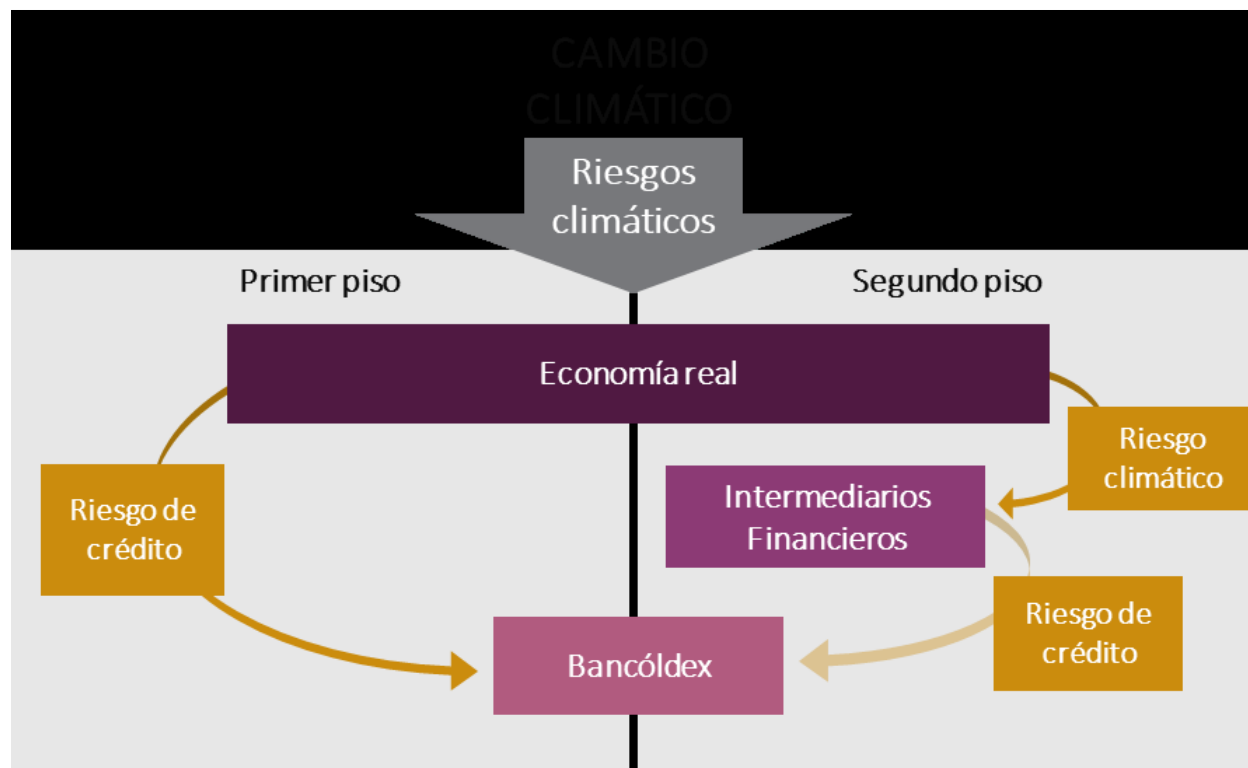 CAMBIO
CLIMÁTICO
Riesgos
climáticos
Primer piso
Segundo piso
Economía real
Riesgo
climático
Intermediarios
Financieros
Riesgo de
crédito
Riesgo de
crédito
Bancóldex